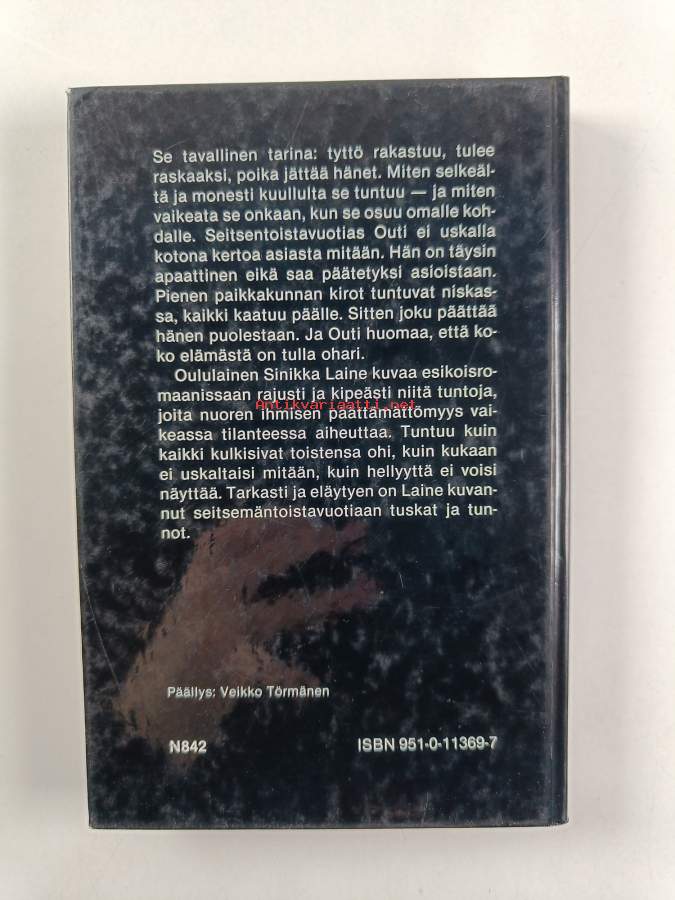 Se tavallinen tarina: tyttö rakastuu, tulee
raskaaksi, poika jättää hänet. Miten selkeäl-
tä ja monesti kuullulta se tuntuu — ja miten
vaikeata se onkaan, kun se osuu omalle koh-
dalle. Seitsentoistavuotias Outi ei uskalla
kotona kertoa asiasta mitään. Hän on täysin
apaattinen eikä saa päätetyksi asioistaan.
Pienen paikkakunnan kirot tuntuvat niskas-
sa, kaikki kaatuu päälle. Sitten joku päättää
hänen puolestaan. Ja Outi huomaa, että ko-
ko elämästä on tulla ohari.
Oululainen Sinikka Laine kuvaa esikoisro-
maanissaan rajusti ja kipeästi niitä tuntoja,
Antikvariaatti.net
joita nuoren ihmisen päättämättömyys vai-
keassa tilanteessa aiheuttaa. Tuntuu kuin
kaikki kulkisivat toistensa ohi, kuin kukaan
ei uskaltaisi mitään, kuin hellyyttä ei voisi
näyttää. Tarkasti ja eläytyen on Laine kuvan-
nut seitsemäntoistavuotiaan tuskat ja tun-
not.
Päällys: Veikko Törmänen
N842
ISBN 951-0-11369-7